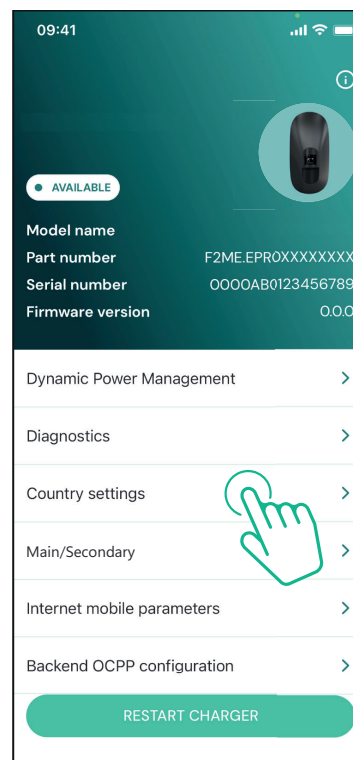 09:41
AVAILABLE
Model name
Part number F2ME.EPR0XXXXXXXX
Serial number 0000AB0123456789
Firmware version 0.0.0
Dynamic Power Management
Diagnostics
Country settings
Main/Secondary
Internet mobile parameters
Backend OCPP configuration
RESTART CHARGER